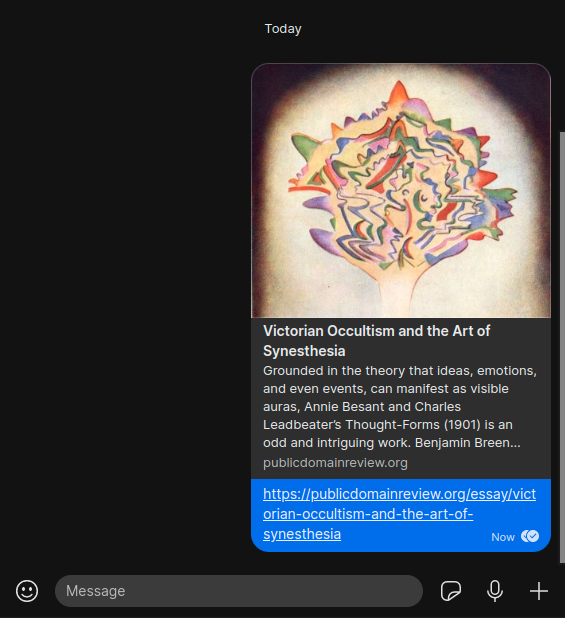 Today
Victorian Occultism and the Art of
Synesthesia
Grounded in the theory that ideas, emotions,
and even events, can manifest as visible
auras, Annie Besant and Charles
Leadbeater’s Thought-Forms (1901) is an
odd and intriguing work. Benjamin Breen...
publicdomainreview.org
https://publicdomainreview.org/essay/vict
orian-occultism-and-the-art-of-
synesthesia
Now
Message